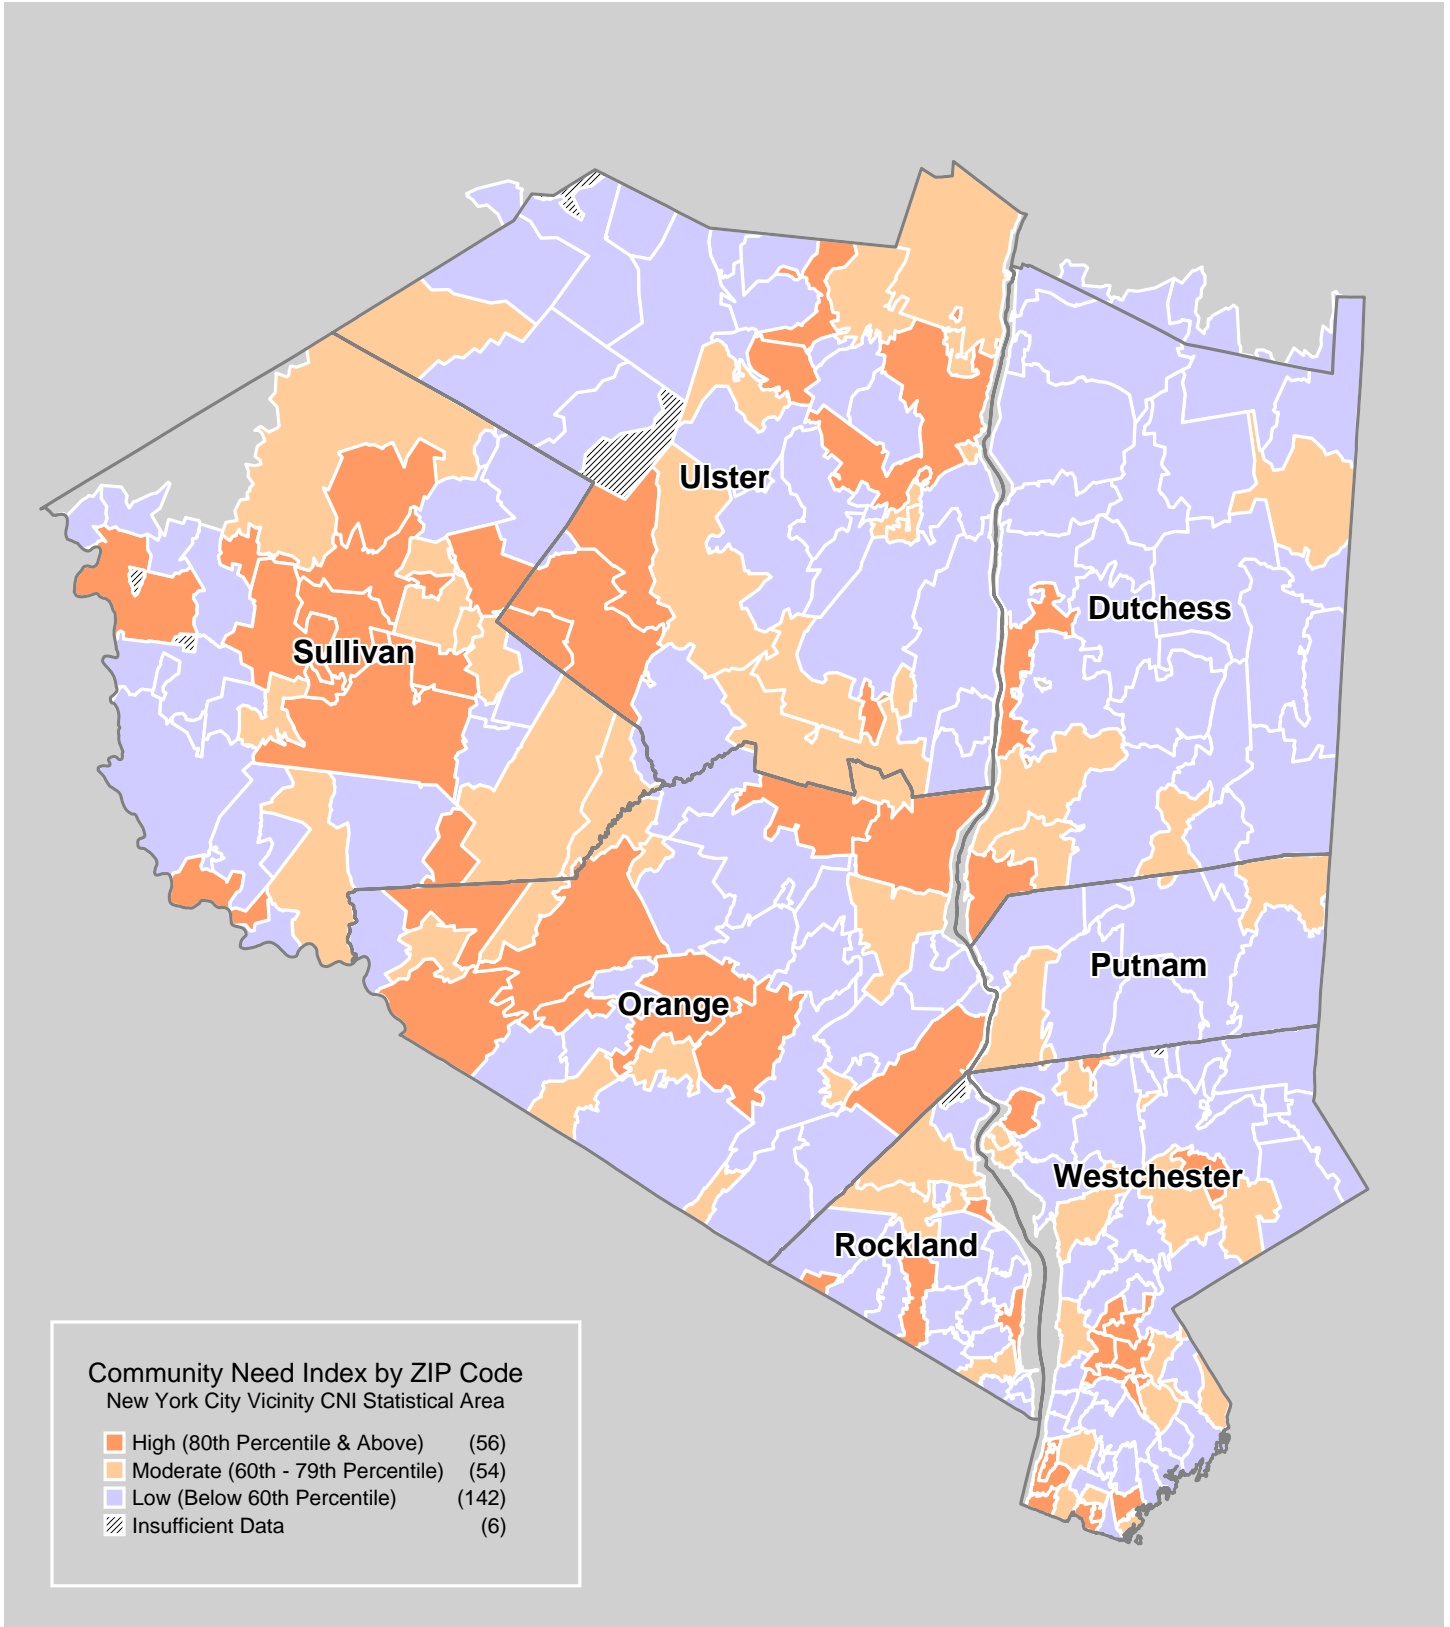 Ulster
Dutchess
Sullivan
Putnam
Orange
Westchester
Rockland
Community Need Index by ZIP Code
New York City Vicinity CNI Statistical Area
High (80th Percentile & Above) (56)
Moderate (60th - 79th Percentile) (54)
Low (Below 60th Percentile) (142)
Insufficient Data (6)